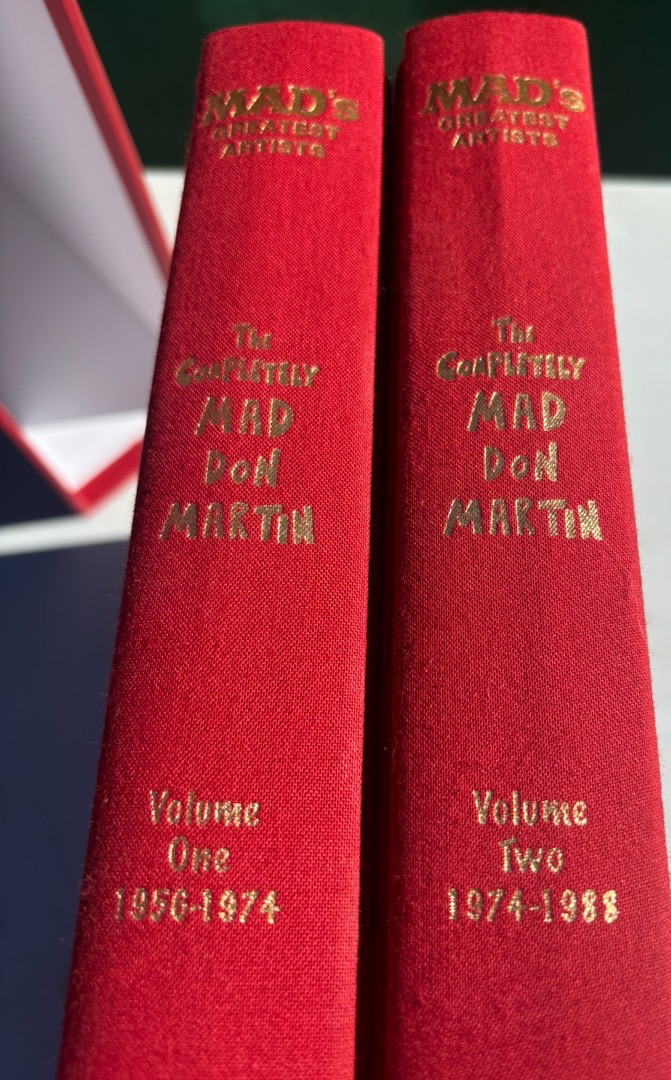 MAD's
GREATEST
ARTISTS
The
COMPLETELY
MAD
DON
MARTIN
Volume
One
1956-1974
MAD's
GREATEST
ARTISTS
The
COMPLETELY
MAD
DON
MARTIN
Volume
Two
1974-1988